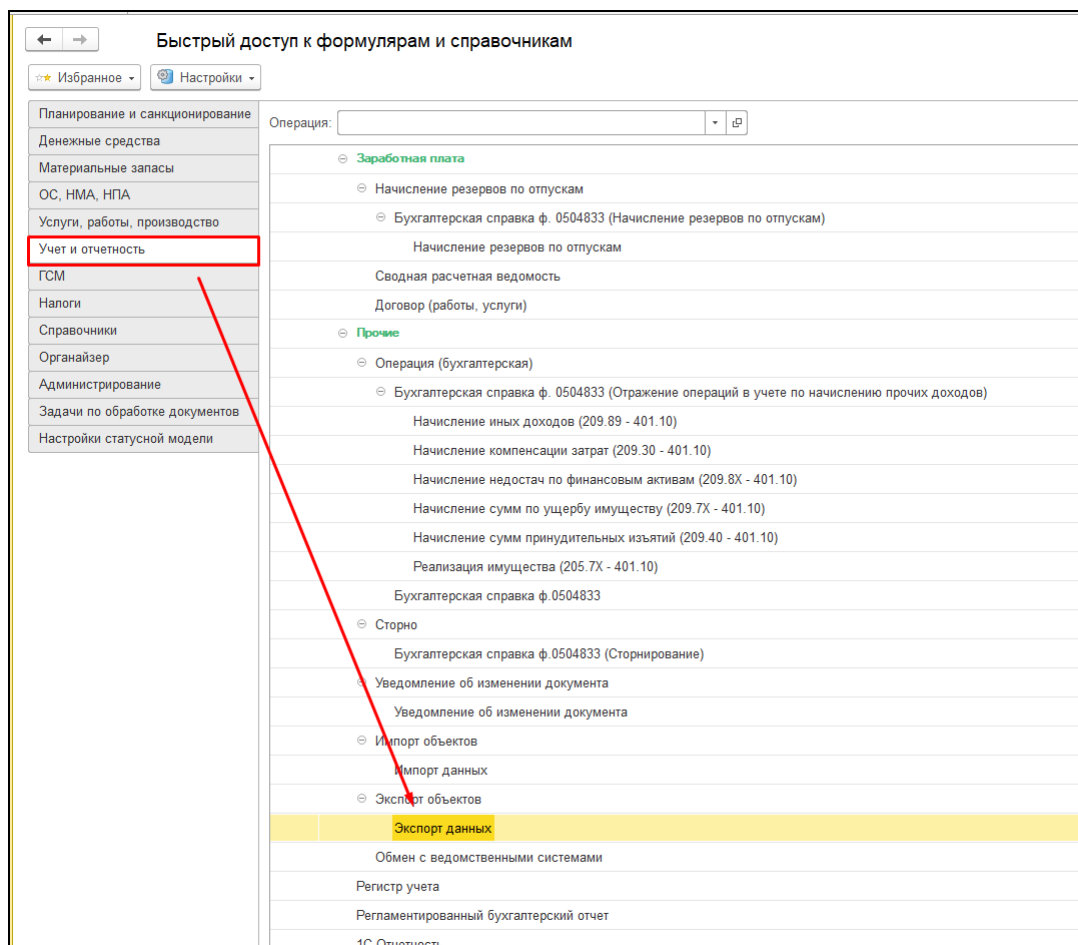 Быстрый доступ к формулярам и справочникам
Избранное
Настройки
Планирование и санкционирование
Денежные средства
Материальные запасы
ОС, НМА, НПА
Услуги, работы, производство
Учет и отчетность
ГСМ
Налоги
Справочники
Органайзер
Администрирование
Задачи по обработке документов
Настройки статусной модели
Операция:
Заработная плата
Начисление резервов по отпускам
Бухгалтерская справка ф. 0504833 (Начисление резервов по отпускам)
Начисление резервов по отпускам
Сводная расчетная ведомость
Договор (работы, услуги)
Прочие
Операция (бухгалтерская)
Бухгалтерская справка ф. 0504833 (Отражение операций в учете по начислению прочих доходов)
Начисление иных доходов (209.89 - 401.10)
Начисление компенсации затрат (209.30 - 401.10)
Начисление недостач по финансовым активам (209.8X - 401.10)
Начисление сумм по ущербу имуществу (209.7X - 401.10)
Начисление сумм принудительных изъятий (209.40 - 401.10)
Реализация имущества (205.7X - 401.10)
Бухгалтерская справка ф.0504833
Сторно
Бухгалтерская справка ф.0504833 (Сторнирование)
Уведомление об изменении документа
Уведомление об изменении документа
Импорт объектов
Импорт данных
Экспорт объектов
Экспорт данных
Обмен с ведомственными системами
Регистр учета
Регламентированный бухгалтерский отчет
1С-Отчетность